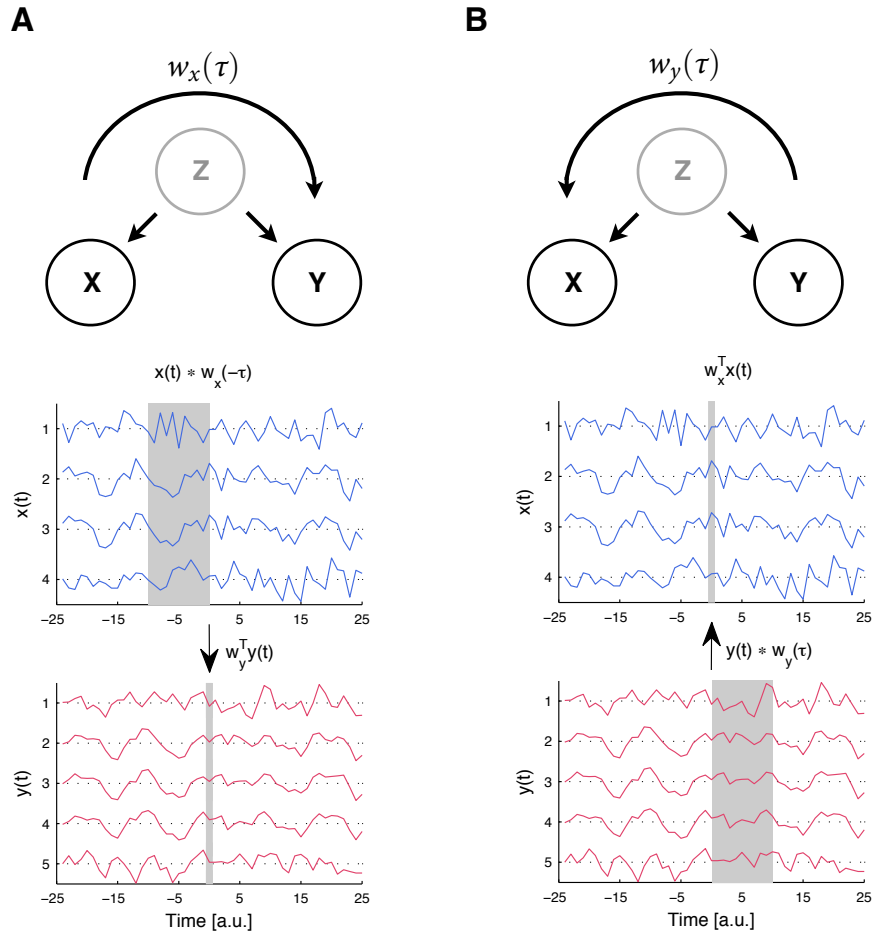 A
w_x(τ)
Z
X
Y
x(t) ∗ w_x(−τ)
x(t)
1
2
3
4
−25 −15 −5 5 15 25
w_y^T y(t)
y(t)
1
2
3
4
5
−25 −15 −5 5 15 25
Time [a.u.]
B
w_y(τ)
Z
X
Y
w_x^T x(t)
x(t)
1
2
3
4
−25 −15 −5 5 15 25
y(t) ∗ w_y(τ)
y(t)
1
2
3
4
5
−25 −15 −5 5 15 25
Time [a.u.]